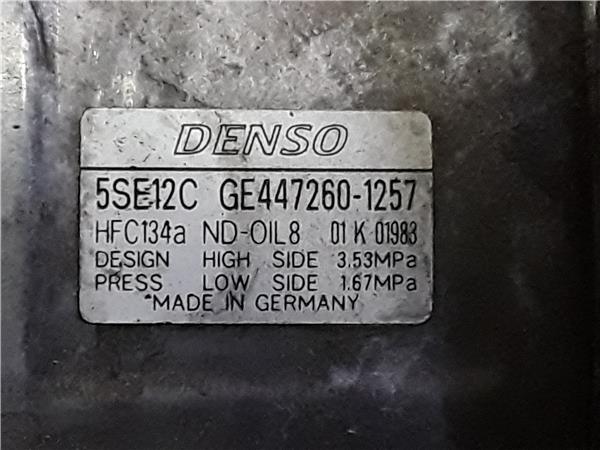 DENSO
5SE12C GE447260-1257
HFC134a ND-OIL8 01 K 01983
DESIGN HIGH SIDE 3.53MPa
PRESS LOW SIDE 1.67MPa
MADE IN GERMANY